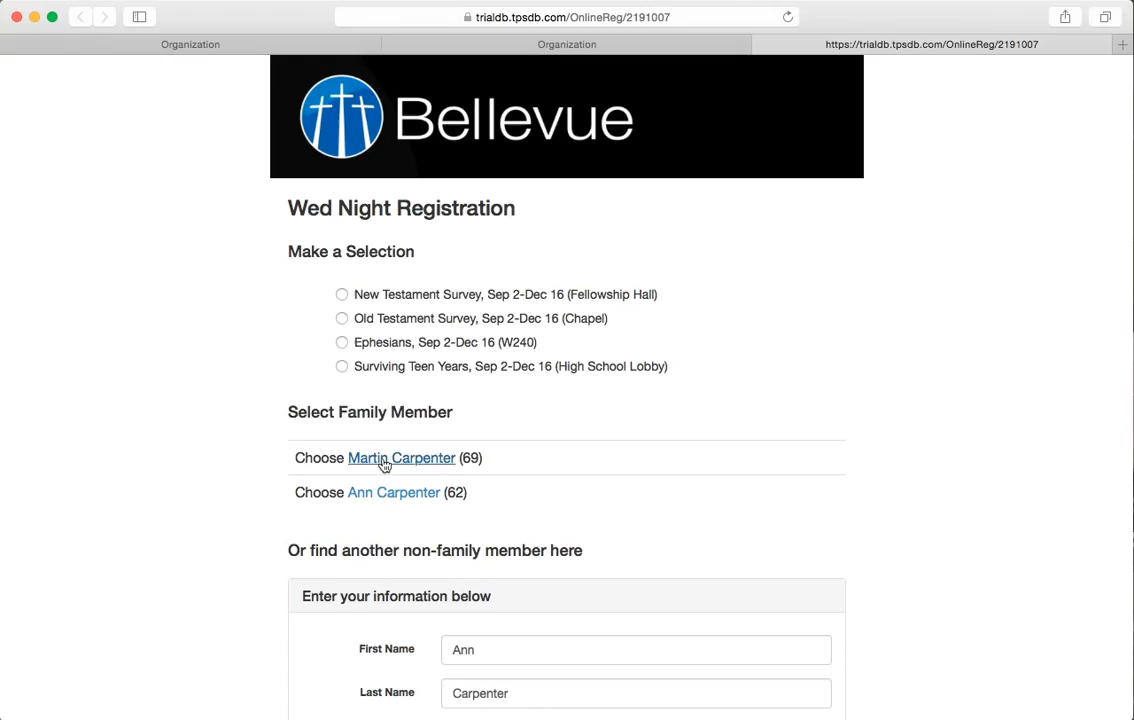 trialdb.tpsdb.com/OnlineReg/2191007
Organization
Organization
https://trialdb.tpsdb.com/OnlineReg/2191007
Bellevue
Wed Night Registration
Make a Selection
New Testament Survey, Sep 2-Dec 16 (Fellowship Hall)
Old Testament Survey, Sep 2-Dec 16 (Chapel)
Ephesians, Sep 2-Dec 16 (W240)
Surviving Teen Years, Sep 2-Dec 16 (High School Lobby)
Select Family Member
Choose Martin Carpenter (69)
Choose Ann Carpenter (62)
Or find another non-family member here
Enter your information below
First Name Ann
Last Name Carpenter